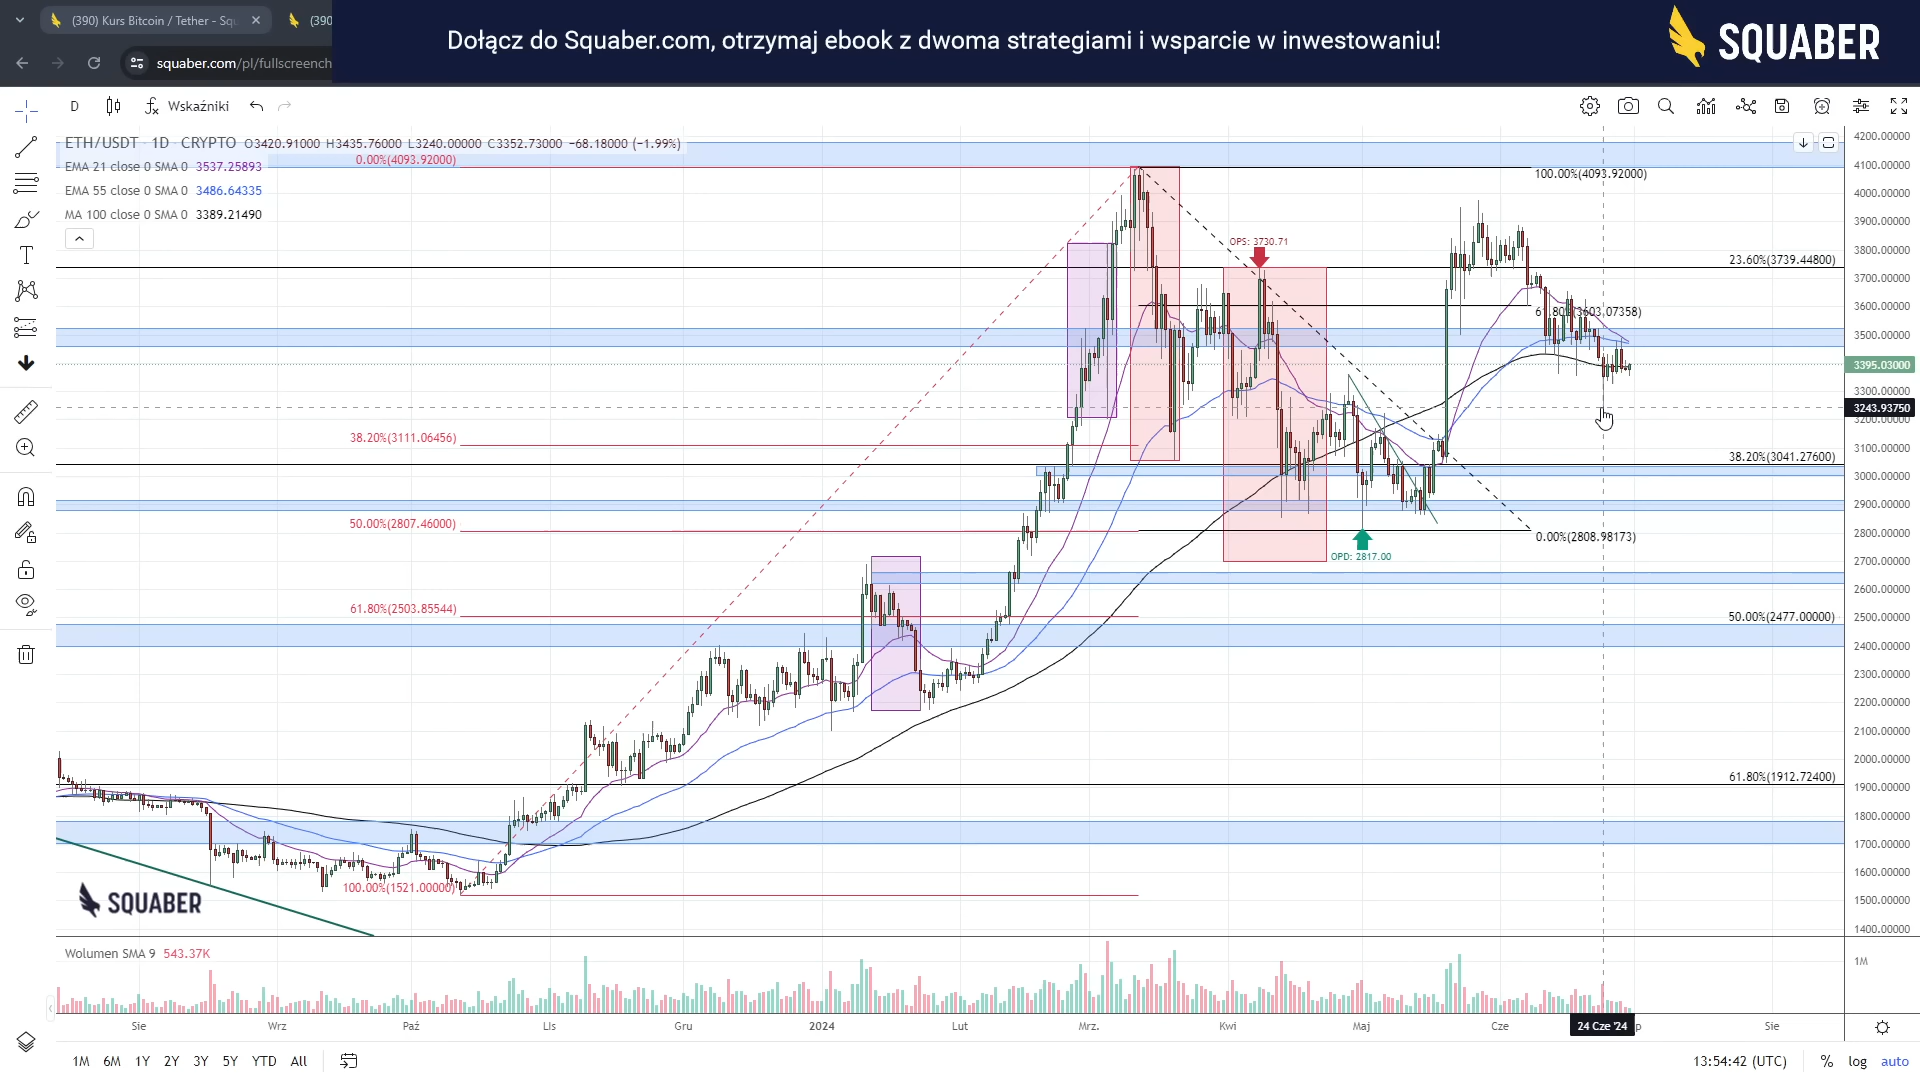 (390) Kurs Bitcoin / Tether - Squ
(390
Dołącz do Squaber.com, otrzymaj ebook z dwoma strategiami i wsparcie w inwestowaniu!
SQUABER
squaber.com/pl/fullscreench
D
Wskaźniki
ETH/USDT · 1D · CRYPTO O3420.91000 H3435.76000 L3240.00000 C3352.73000 −68.18000 (−1.99%)
0.00%(4093.92000)
EMA 21 close 0 SMA 0 3537.25893
EMA 55 close 0 SMA 0 3486.64335
MA 100 close 0 SMA 0 3389.21490
100.00%(4093.92000)
OPS: 3730.71
23.60%(3739.44800)
61.80%(3603.07358)
38.20%(3111.06456)
38.20%(3041.27600)
50.00%(2807.46000)
0.00%(2808.98173)
OPD: 2817.00
61.80%(2503.85544)
50.00%(2477.00000)
61.80%(1912.72400)
100.00%(1521.00000)
SQUABER
4200.00000
4100.00000
4000.00000
3900.00000
3800.00000
3700.00000
3600.00000
3500.00000
3395.03000
3300.00000
3243.93750
3200.00000
3100.00000
3000.00000
2900.00000
2800.00000
2700.00000
2600.00000
2500.00000
2400.00000
2300.00000
2200.00000
2100.00000
2000.00000
1900.00000
1800.00000
1700.00000
1600.00000
1500.00000
1400.00000
Wolumen SMA 9 543.37K
1M
Sie Wrz Paź Lis Gru 2024 Lut Mrz. Kwi Maj Cze 24 Cze '24 Sie
1M 6M 1Y 2Y 3Y 5Y YTD All
13:54:42 (UTC) % log auto